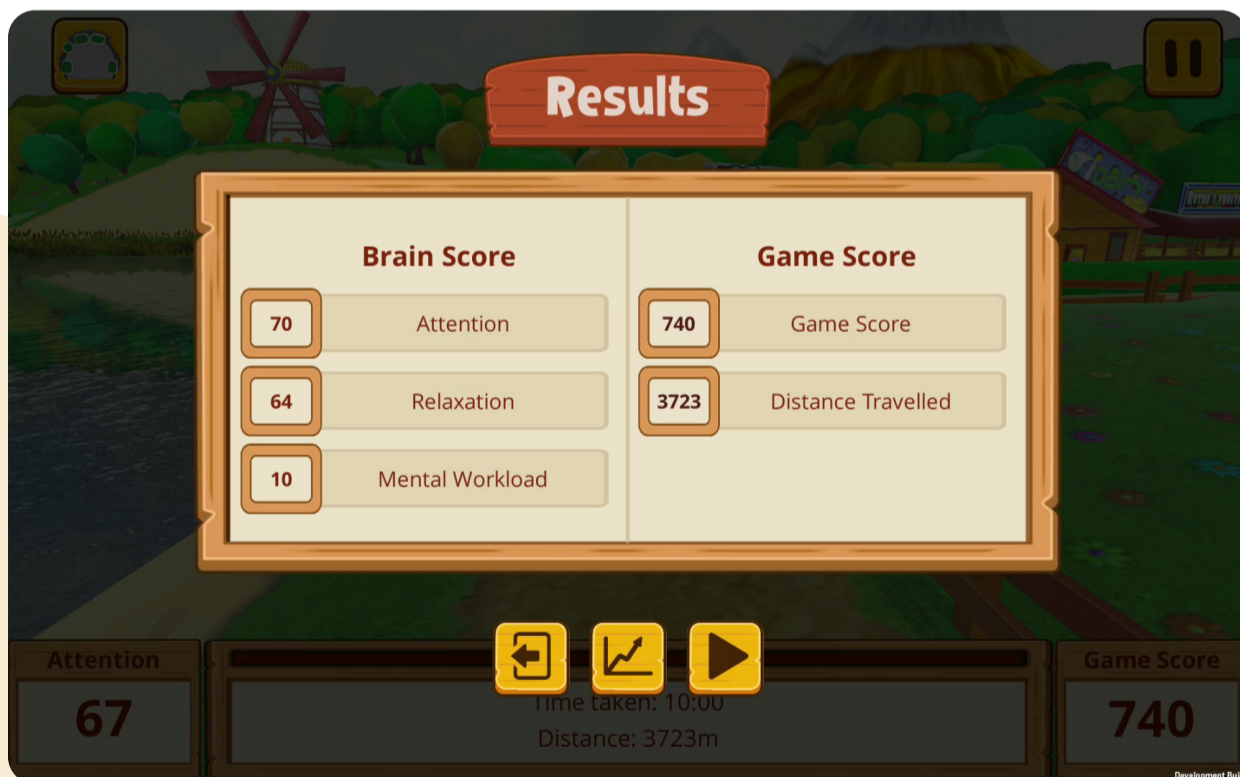 Results
Brain Score
70 Attention
64 Relaxation
10 Mental Workload
Game Score
740 Game Score
3723 Distance Travelled
Attention
67
Time taken: 10:00
Distance: 3723m
Game Score
740
Development